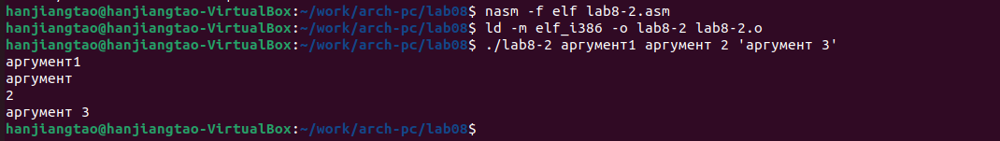 hanjiangtao@hanjiangtao-VirtualBox:~/work/arch-pc/lab08$ nasm -f elf lab8-2.asm
hanjiangtao@hanjiangtao-VirtualBox:~/work/arch-pc/lab08$ ld -m elf_i386 -o lab8-2 lab8-2.o
hanjiangtao@hanjiangtao-VirtualBox:~/work/arch-pc/lab08$ ./lab8-2 аргумент1 аргумент 2 'аргумент 3'
аргумент1
аргумент
2
аргумент 3
hanjiangtao@hanjiangtao-VirtualBox:~/work/arch-pc/lab08$